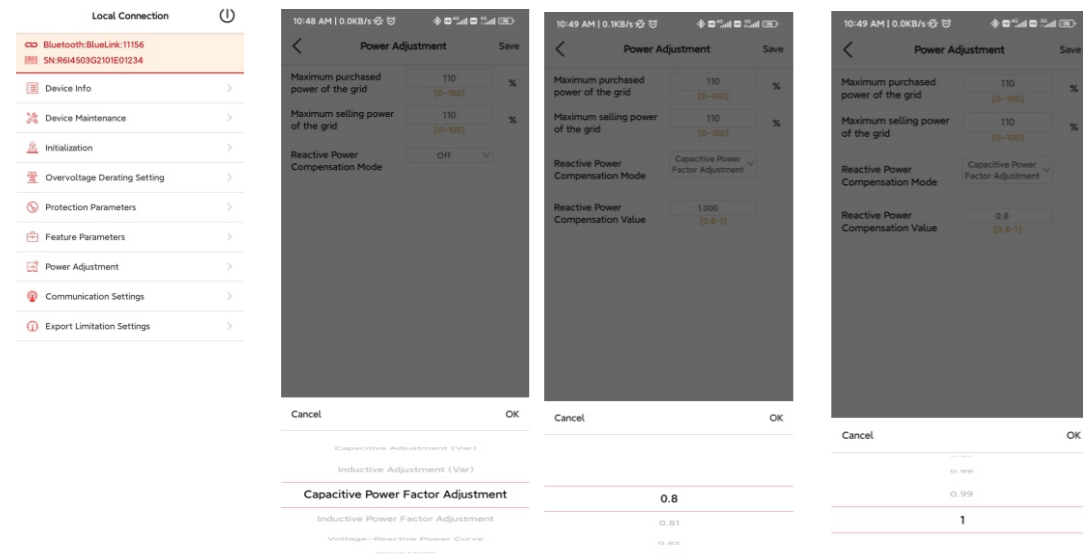 Local Connection
Bluetooth:BlueLink:11156
SN:R6I4503G2101E01234
Device Info
Device Maintenance
Initialization
Overvoltage Derating Setting
Protection Parameters
Feature Parameters
Power Adjustment
Communication Settings
Export Limitation Settings
10:48 AM | 0.0KB/s
Power Adjustment Save
Maximum purchased
power of the grid
110 %
[0~100]
Maximum selling power
of the grid
110 %
[0~100]
Reactive Power
Compensation Mode
Off
Cancel OK
Capacitive Adjustment (Var)
Inductive Adjustment (Var)
Capacitive Power Factor Adjustment
Inductive Power Factor Adjustment
Voltage-Reactive Power Curve
10:49 AM | 0.1KB/s
Power Adjustment Save
Maximum purchased
power of the grid
110 %
[0~100]
Maximum selling power
of the grid
110 %
[0~100]
Reactive Power
Compensation Mode
Capacitive Power
Factor Adjustment
Reactive Power
Compensation Value
1.000
[0.8~1]
Cancel OK
0.8
0.81
0.82
10:49 AM | 0.0KB/s
Power Adjustment Save
Maximum purchased
power of the grid
110 %
[0~100]
Maximum selling power
of the grid
110 %
[0~100]
Reactive Power
Compensation Mode
Capacitive Power
Factor Adjustment
Reactive Power
Compensation Value
0.8
[0.8~1]
Cancel OK
0.98
0.99
1